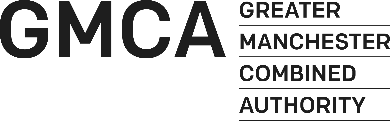 GMCA
GREATER
MANCHESTER
COMBINED
AUTHORITY